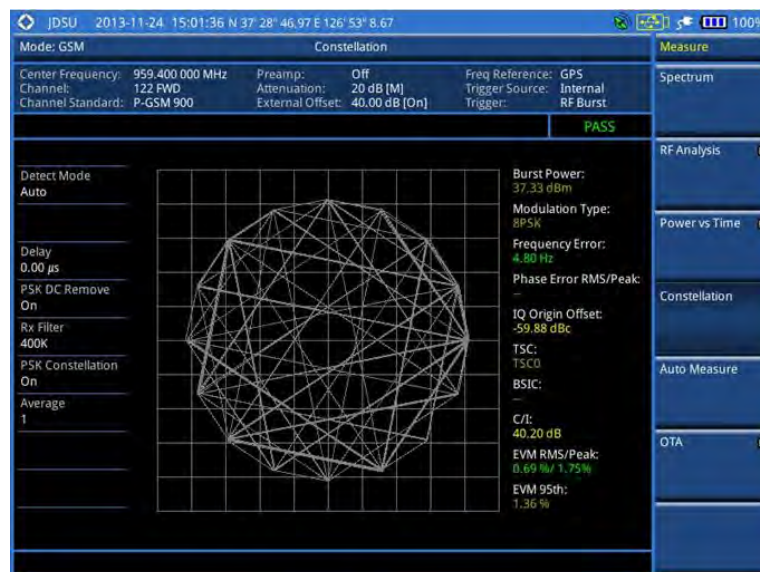 JDSU 2013-11-24 15:01:36 N 37° 28" 46.97 E 126° 53" 8.67 100%
Mode: GSM Constellation Measure
Center Frequency: 959.400 000 MHz Preamp: Off Freq Reference: GPS
Channel: 122 FWD Attenuation: 20 dB [M] Trigger Source: Internal
Channel Standard: P-GSM 900 External Offset: 40.00 dB [On] Trigger: RF Burst
PASS
Detect Mode
Auto
Delay
0.00 µs
PSK DC Remove
On
Rx Filter
400K
PSK Constellation
On
Average
1
Burst Power:
37.33 dBm
Modulation Type:
8PSK
Frequency Error:
4.80 Hz
Phase Error RMS/Peak:
--
IQ Origin Offset:
-59.88 dBc
TSC:
TSC0
BSIC:
--
C/I:
40.20 dB
EVM RMS/Peak:
0.69 %/ 1.75%
EVM 95th:
1.36 %
Spectrum
RF Analysis
Power vs Time
Constellation
Auto Measure
OTA